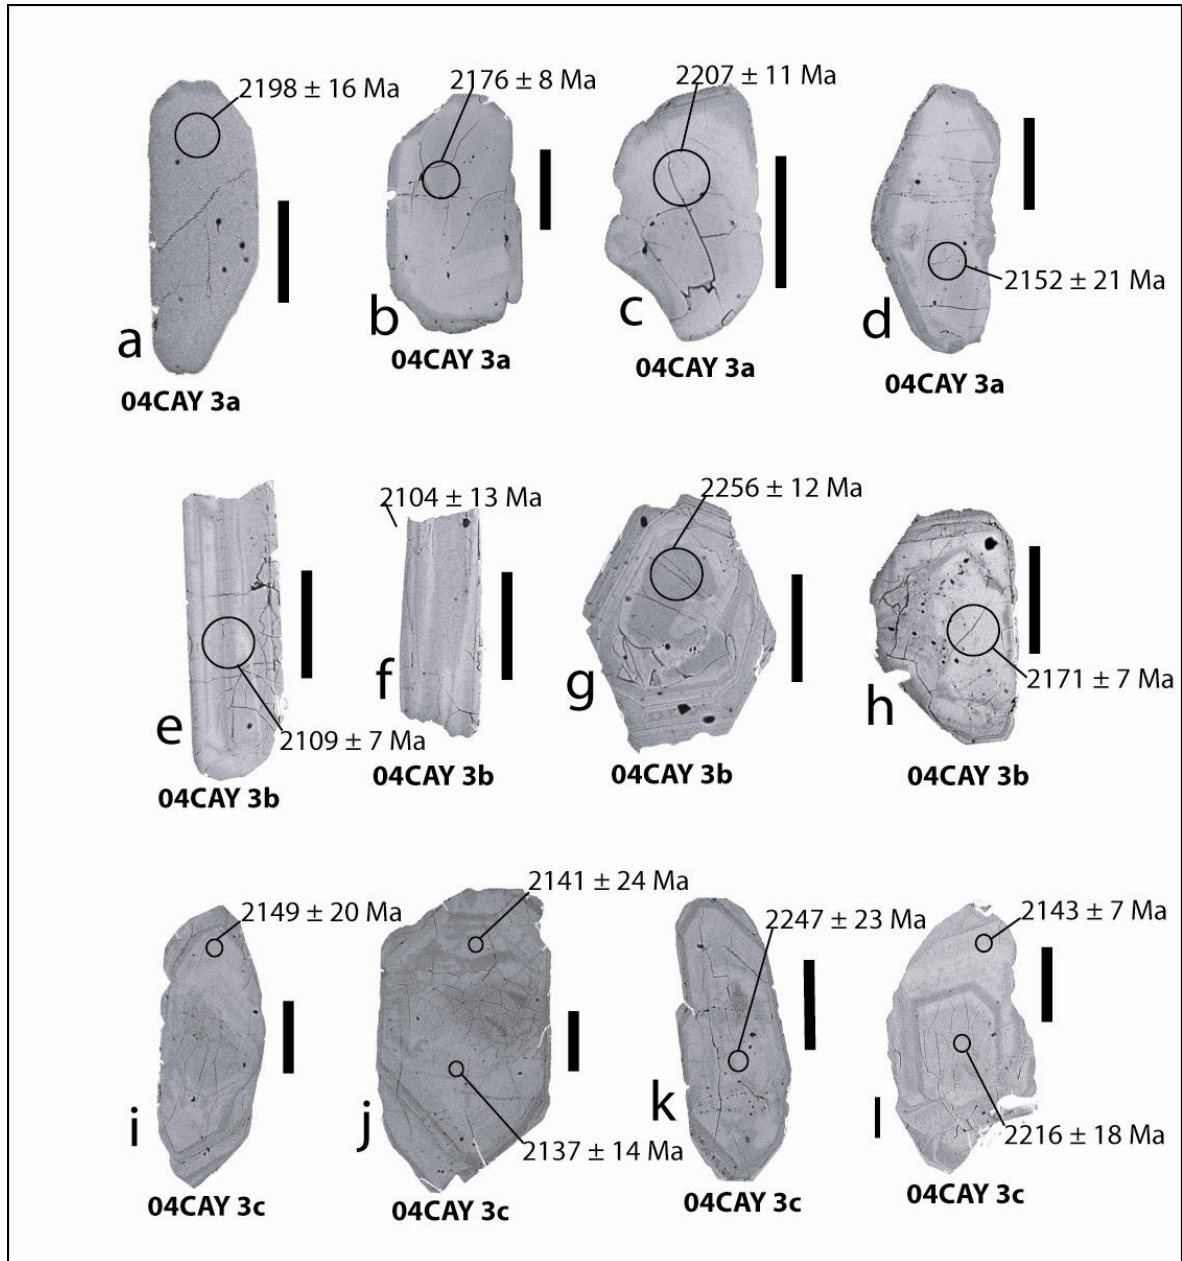 2198 ± 16 Ma
2176 ± 8 Ma
2207 ± 11 Ma
2152 ± 21 Ma
a
b
c
d
04CAY 3a
04CAY 3a
04CAY 3a
04CAY 3a
2104 ± 13 Ma
2256 ± 12 Ma
2171 ± 7 Ma
2109 ± 7 Ma
e
f
g
h
04CAY 3b
04CAY 3b
04CAY 3b
04CAY 3b
2149 ± 20 Ma
2141 ± 24 Ma
2247 ± 23 Ma
2143 ± 7 Ma
2137 ± 14 Ma
2216 ± 18 Ma
i
j
k
l
04CAY 3c
04CAY 3c
04CAY 3c
04CAY 3c